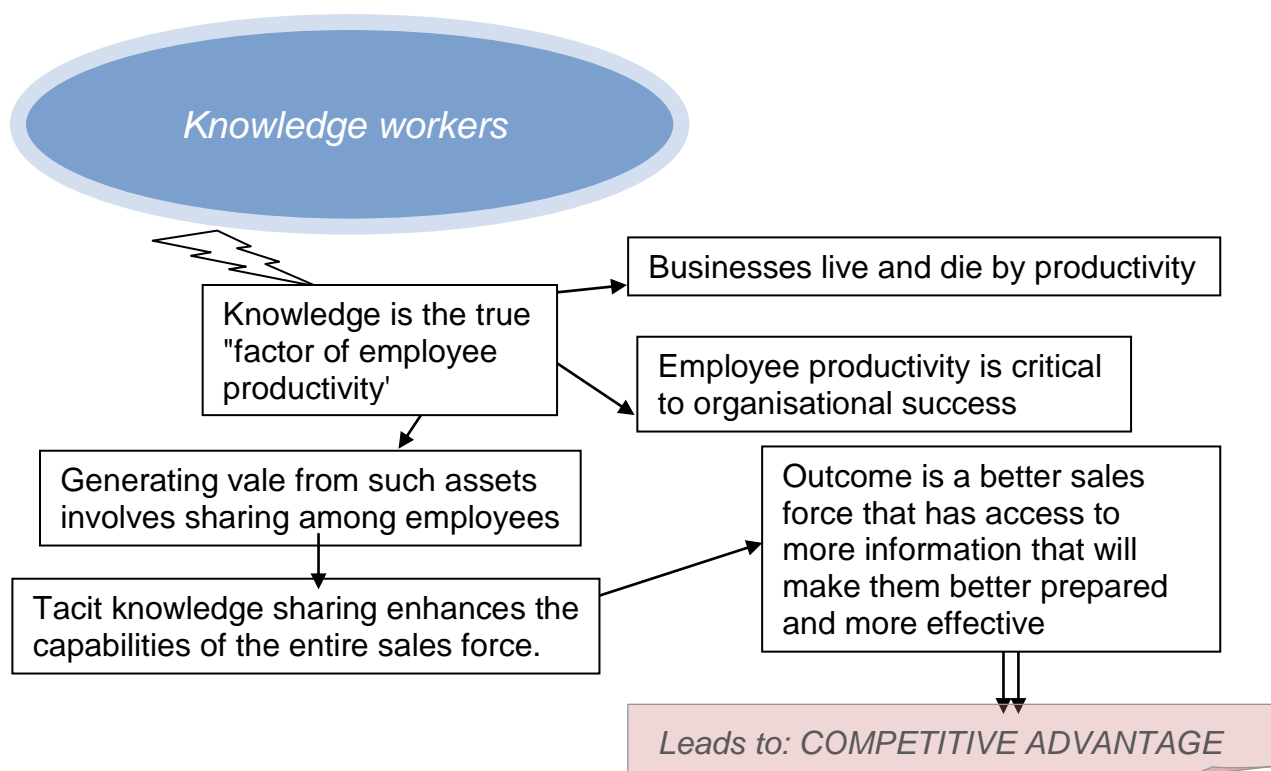 Knowledge workers
Businesses live and die by productivity
Knowledge is the true
"factor of employee
productivity'
Employee productivity is critical
to organisational success
Generating vale from such assets
involves sharing among employees
Tacit knowledge sharing enhances the
capabilities of the entire sales force.
Outcome is a better sales
force that has access to
more information that will
make them better prepared
and more effective
Leads to: COMPETITIVE ADVANTAGE